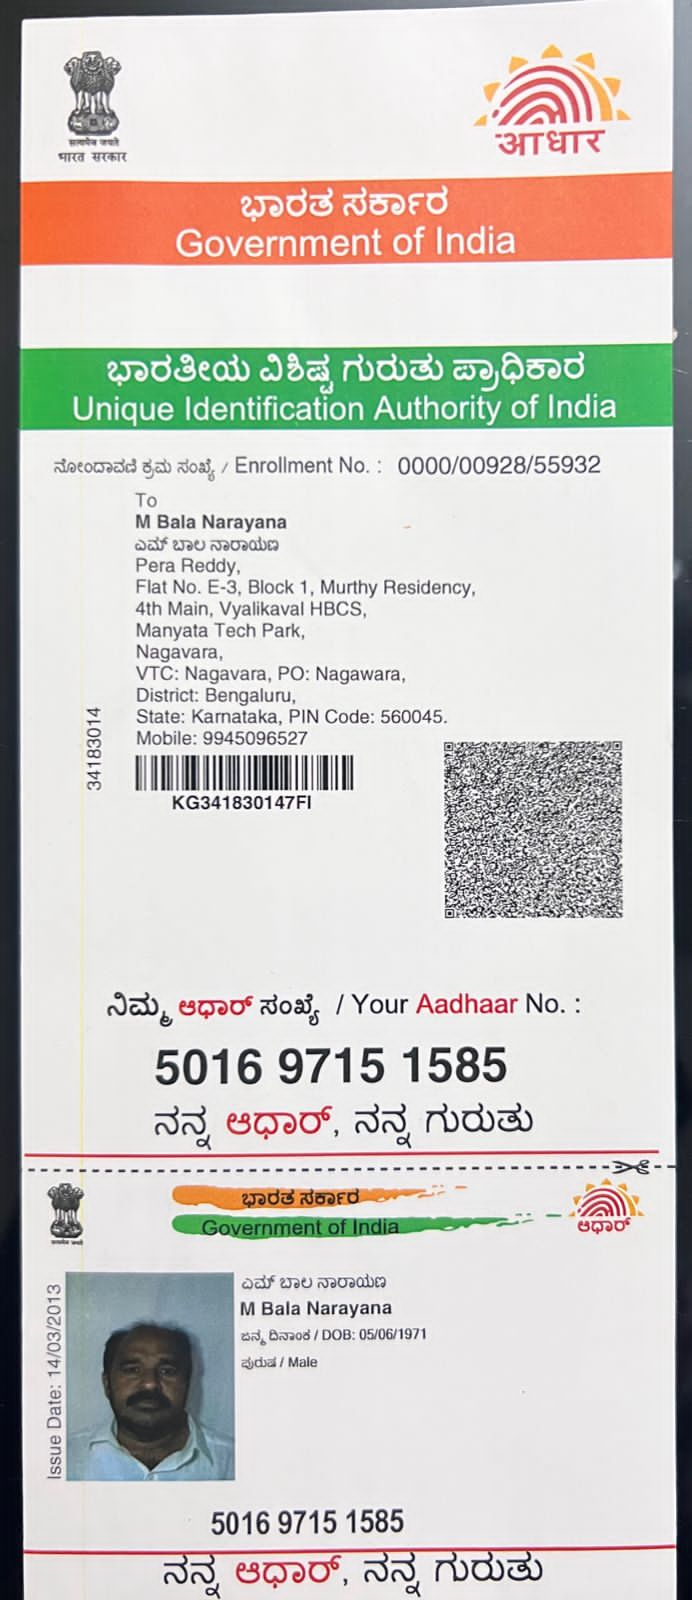 सत्यमेव जयते
भारत सरकार
आधार
ಭಾರತ ಸರ್ಕಾರ
Government of India
ಭಾರತೀಯ ವಿಶಿಷ್ಟ ಗುರುತು ಪ್ರಾಧಿಕಾರ
Unique Identification Authority of India
ನೋಂದಾವಣಿ ಕ್ರಮ ಸಂಖ್ಯೆ / Enrollment No. : 0000/00928/55932
To
M Bala Narayana
ಎಮ್ ಬಾಲ ನಾರಾಯಣ
Pera Reddy,
Flat No. E-3, Block 1, Murthy Residency,
4th Main, Vyalikaval HBCS,
Manyata Tech Park,
Nagavara,
VTC: Nagavara, PO: Nagawara,
District: Bengaluru,
State: Karnataka, PIN Code: 560045.
Mobile: 9945096527
34183014
KG341830147FI
ನಿಮ್ಮ ಆಧಾರ್ ಸಂಖ್ಯೆ / Your Aadhaar No. :
5016 9715 1585
ನನ್ನ ಆಧಾರ್, ನನ್ನ ಗುರುತು
ಭಾರತ ಸರ್ಕಾರ
Government of India
सत्यमेव जयते
ಆಧಾರ್
Issue Date: 14/03/2013
ಎಮ್ ಬಾಲ ನಾರಾಯಣ
M Bala Narayana
ಜನ್ಮ ದಿನಾಂಕ / DOB: 05/06/1971
ಪುರುಷ / Male
5016 9715 1585
ನನ್ನ ಆಧಾರ್, ನನ್ನ ಗುರುತು